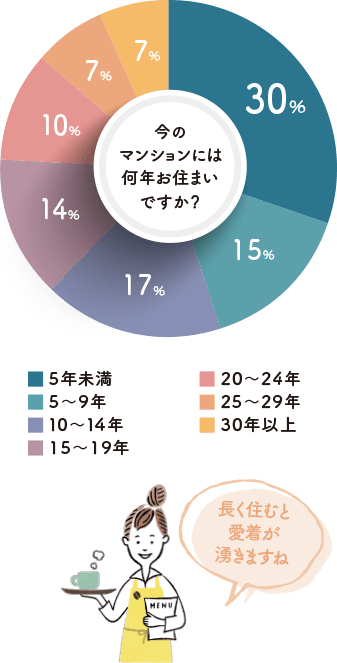 30%
15%
17%
14%
10%
7%
7%
今の
マンションには
何年お住まい
ですか?
5年未満
5〜9年
10〜14年
15〜19年
20〜24年
25〜29年
30年以上
長く住むと
愛着が
湧きますね
MENU